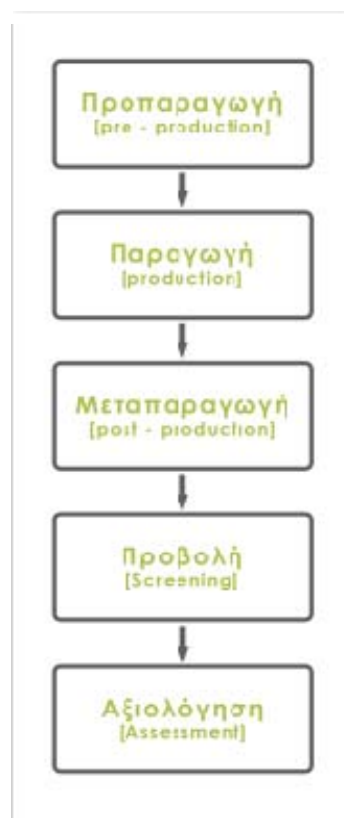 Προπαραγωγή
[pre - production]
Παραγωγή
[production]
Μεταπαραγωγή
[post - production]
Προβολή
[Screening]
Αξιολόγηση
[Assessment]